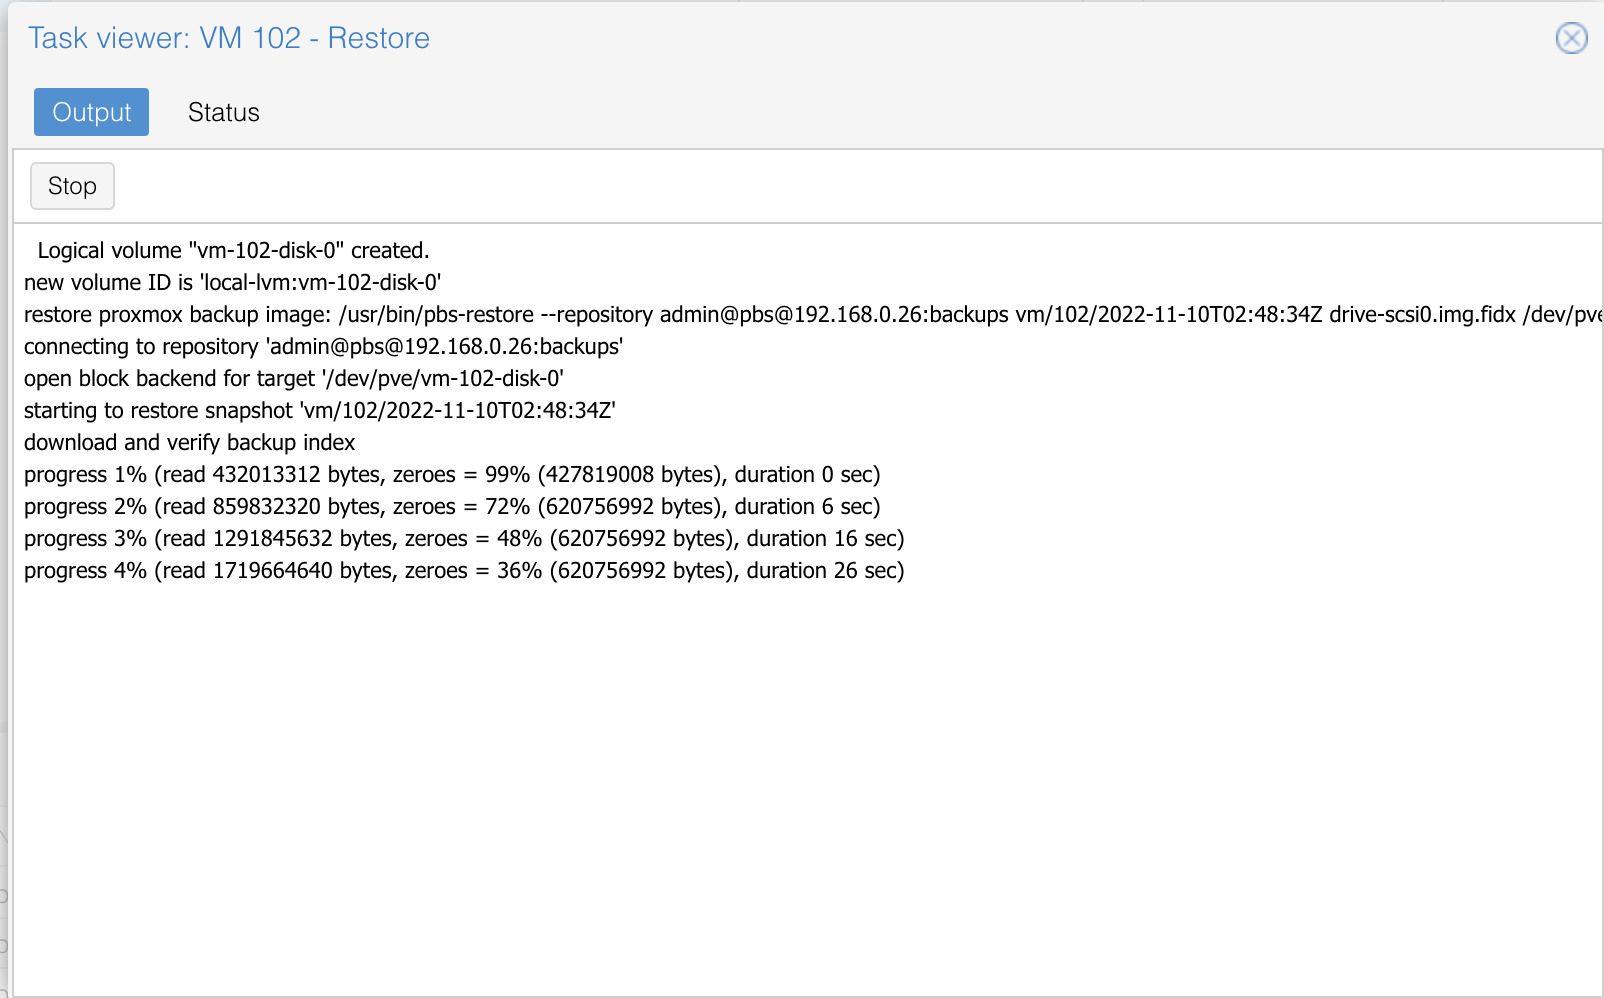 Task viewer: VM 102 - Restore
Output Status
Stop
Logical volume "vm-102-disk-0" created.
new volume ID is 'local-lvm:vm-102-disk-0'
restore proxmox backup image: /usr/bin/pbs-restore --repository admin@pbs@192.168.0.26:backups vm/102/2022-11-10T02:48:34Z drive-scsi0.img.fidx /dev/pve
connecting to repository 'admin@pbs@192.168.0.26:backups'
open block backend for target '/dev/pve/vm-102-disk-0'
starting to restore snapshot 'vm/102/2022-11-10T02:48:34Z'
download and verify backup index
progress 1% (read 432013312 bytes, zeroes = 99% (427819008 bytes), duration 0 sec)
progress 2% (read 859832320 bytes, zeroes = 72% (620756992 bytes), duration 6 sec)
progress 3% (read 1291845632 bytes, zeroes = 48% (620756992 bytes), duration 16 sec)
progress 4% (read 1719664640 bytes, zeroes = 36% (620756992 bytes), duration 26 sec)